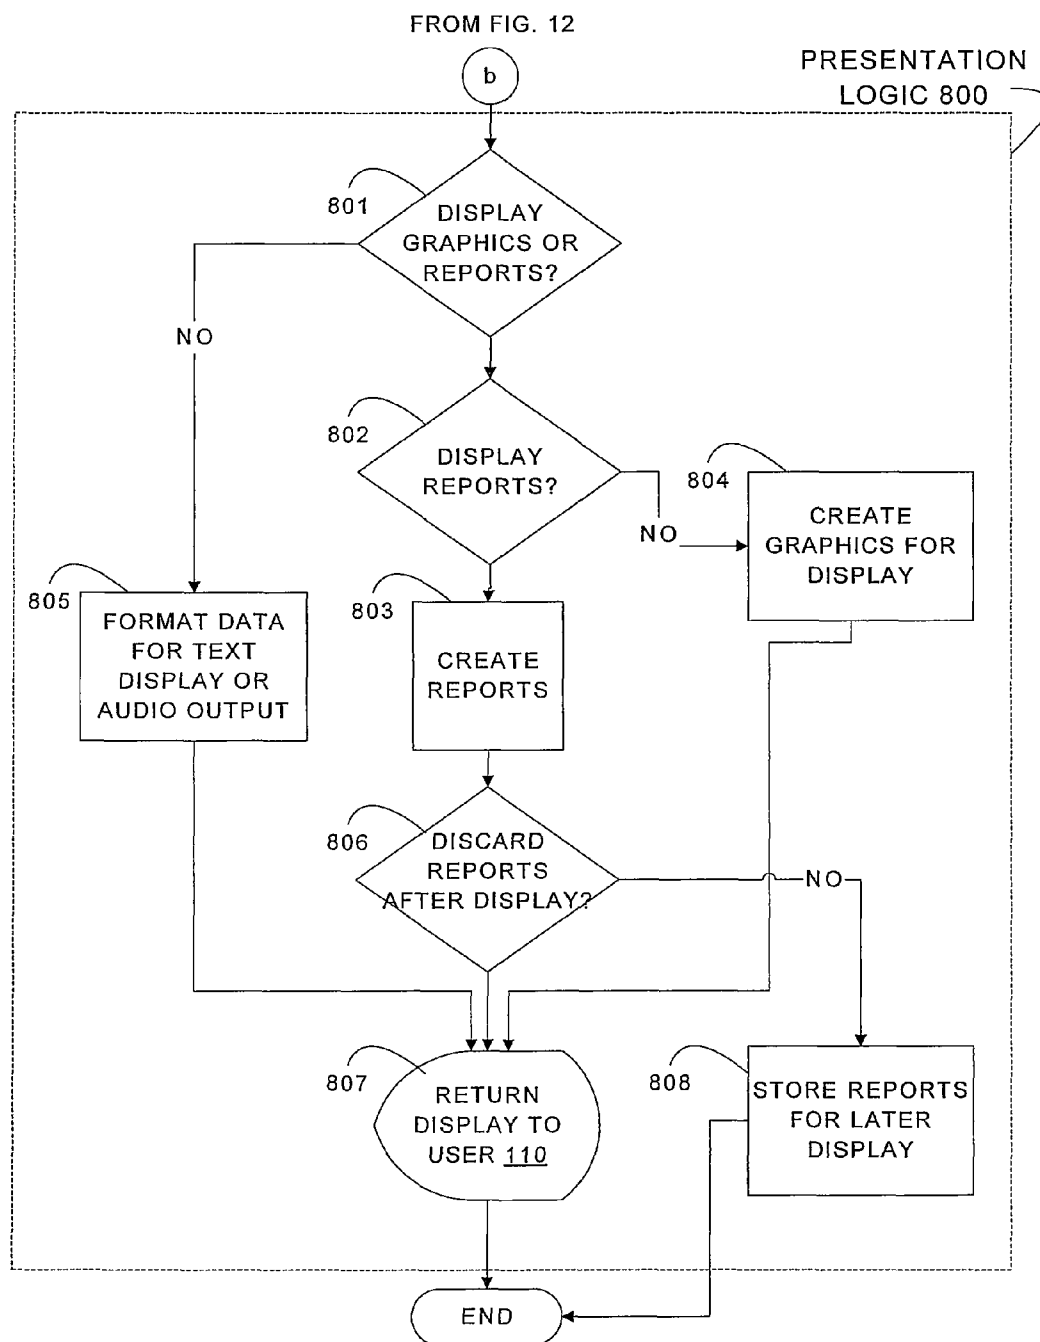 FROM FIG. 12
b
PRESENTATION
LOGIC 800
801
DISPLAY
GRAPHICS OR
REPORTS?
NO
802
DISPLAY
REPORTS?
NO
804
CREATE
GRAPHICS FOR
DISPLAY
805
FORMAT DATA
FOR TEXT
DISPLAY OR
AUDIO OUTPUT
803
CREATE
REPORTS
806
DISCARD
REPORTS
AFTER DISPLAY?
NO
807
RETURN
DISPLAY TO
USER 110
808
STORE REPORTS
FOR LATER
DISPLAY
END